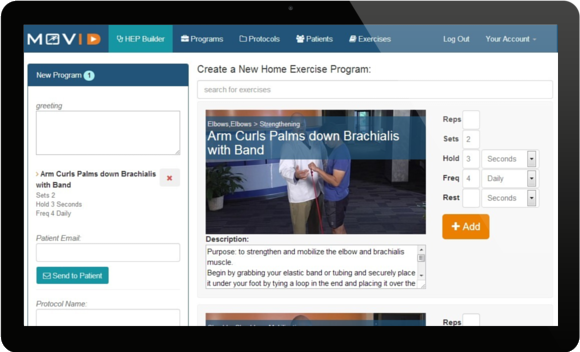 MOVID
HEP Builder
Programs
Protocols
Patients
Exercises
Log Out
Your Account
New Program 1
greeting
Arm Curls Palms down Brachialis
with Band
Sets 2
Hold 3 Seconds
Freq 4 Daily
Patient Email:
Send to Patient
Protocol Name:
Create a New Home Exercise Program:
search for exercises
Elbows,Elbows > Strengthening
Arm Curls Palms down Brachialis
with Band
Description:
Purpose: to strengthen and mobilize the elbow and brachialis
muscle.
Begin by grabbing your elastic band or tubing and securely place
it under your foot by tying a loop in the end and placing it over the
Reps
Sets 2
Hold 3 Seconds
Freq 4 Daily
Rest Seconds
+ Add
Reps